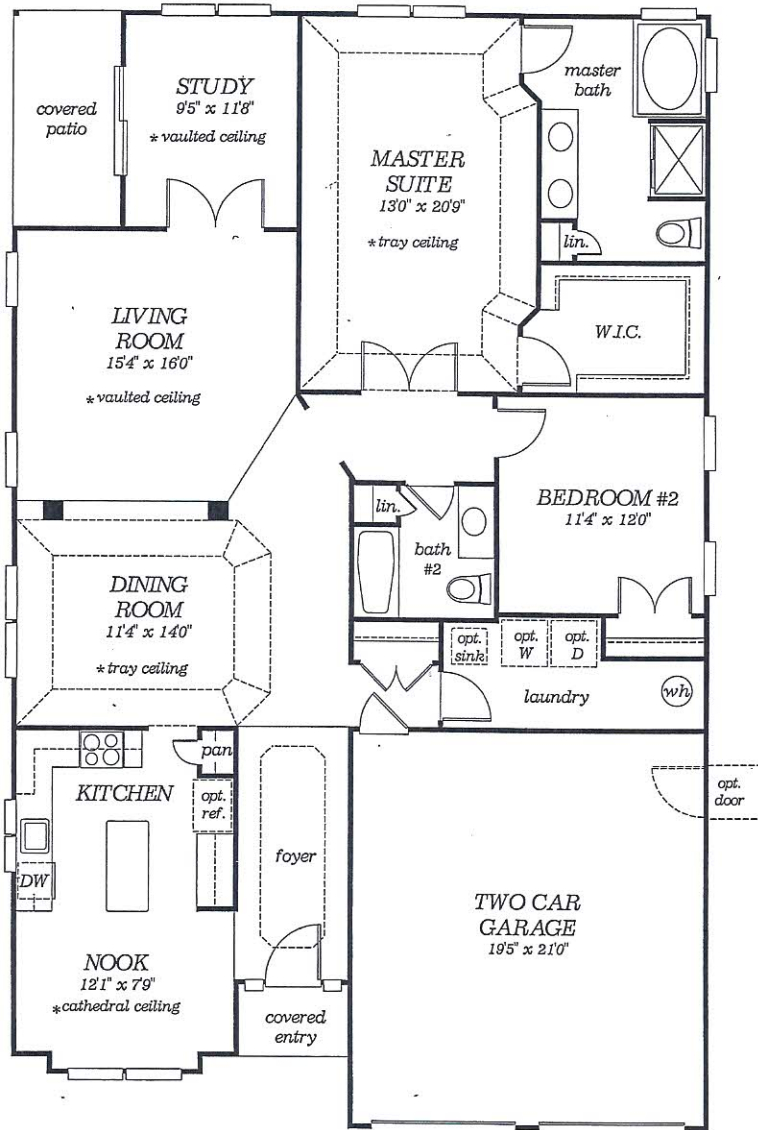 covered
patio
STUDY
9'5" x 11'8"
* vaulted ceiling
MASTER
SUITE
13'0" x 20'9"
* tray ceiling
master
bath
lin.
W.I.C.
LIVING
ROOM
15'4" x 16'0"
* vaulted ceiling
BEDROOM #2
11'4" x 12'0"
lin.
bath
#2
DINING
ROOM
11'4" x 14'0"
* tray ceiling
opt.
sink
opt.
W
opt.
D
laundry
wh
pan
KITCHEN
opt.
ref.
DW
foyer
opt.
door
TWO CAR
GARAGE
19'5" x 21'0"
NOOK
12'1" x 7'9"
*cathedral ceiling
covered
entry